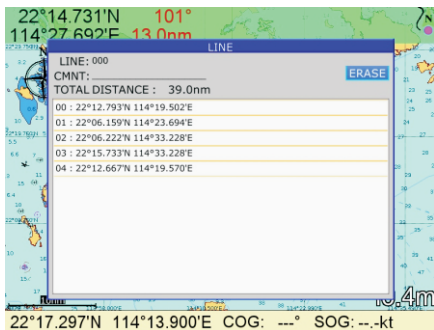 22°14.731'N 101°
114°27.692'E 13.0nm
LINE
LINE: 000
CMNT:
ERASE
TOTAL DISTANCE : 39.0nm
00 : 22°12.793'N 114°19.502'E
01 : 22°06.159'N 114°23.694'E
02 : 22°06.222'N 114°33.228'E
03 : 22°15.733'N 114°33.228'E
04 : 22°12.667'N 114°19.570'E
22°17.297'N 114°13.900'E COG: ---° SOG: --.-kt